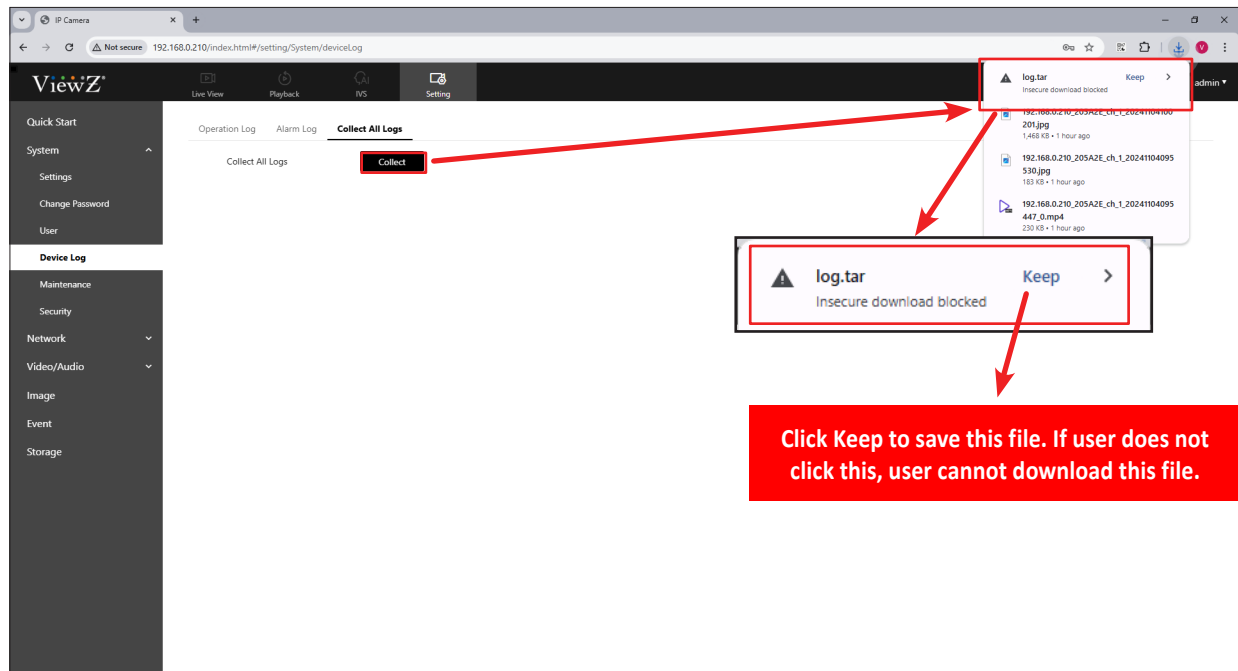 IP Camera
Not secure
192.168.0.210/index.html#/setting/System/deviceLog
ViewZ
Live View
Playback
IVS
Setting
admin
Quick Start
System
Settings
Change Password
User
Device Log
Maintenance
Security
Network
Video/Audio
Image
Event
Storage
Operation Log
Alarm Log
Collect All Logs
Collect All Logs
Collect
log.tar
Keep
Insecure download blocked
192.168.0.210_205A2E_ch_1_20241104100
201.jpg
1,468 KB • 1 hour ago
192.168.0.210_205A2E_ch_1_20241104095
530.jpg
183 KB • 1 hour ago
192.168.0.210_205A2E_ch_1_20241104095
447_0.mp4
230 KB • 1 hour ago
log.tar
Keep
Insecure download blocked
Click Keep to save this file. If user does not
click this, user cannot download this file.